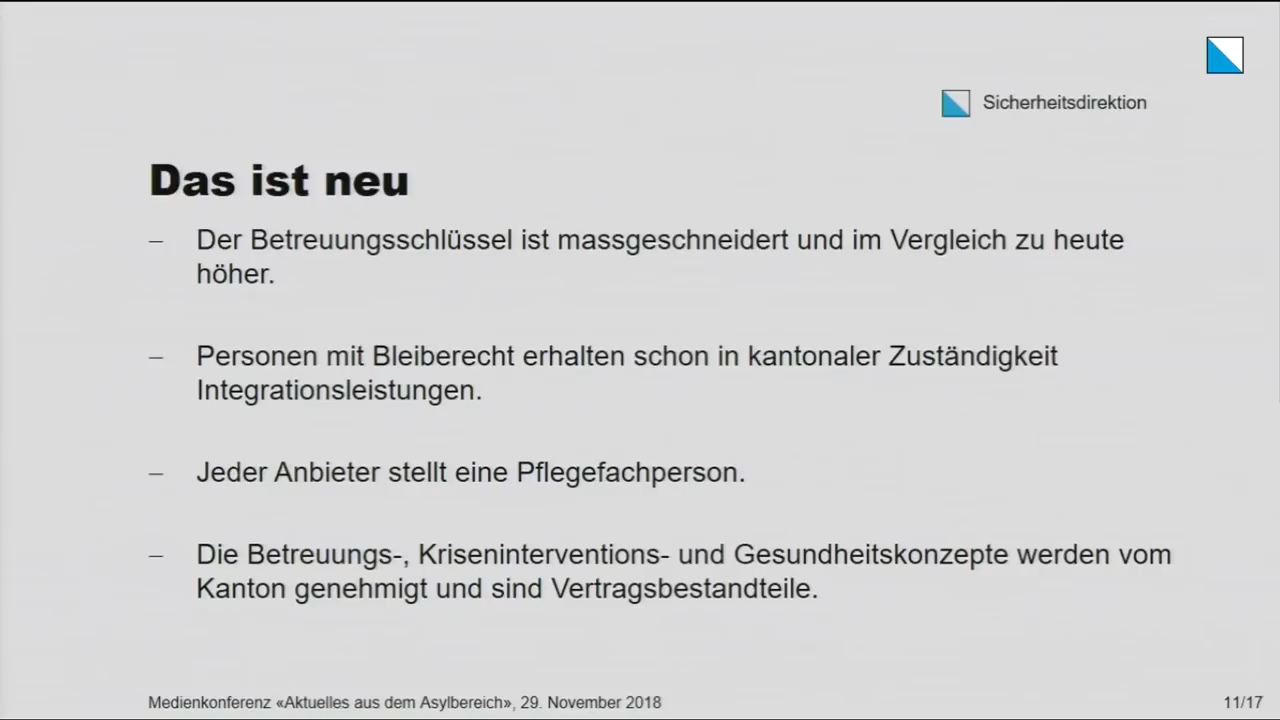 Sicherheitsdirektion
Das ist neu
– Der Betreuungsschlüssel ist massgeschneidert und im Vergleich zu heute
höher.
– Personen mit Bleiberecht erhalten schon in kantonaler Zuständigkeit
Integrationsleistungen.
– Jeder Anbieter stellt eine Pflegefachperson.
– Die Betreuungs-, Kriseninterventions- und Gesundheitskonzepte werden vom
Kanton genehmigt und sind Vertragsbestandteile.
Medienkonferenz «Aktuelles aus dem Asylbereich», 29. November 2018 11/17